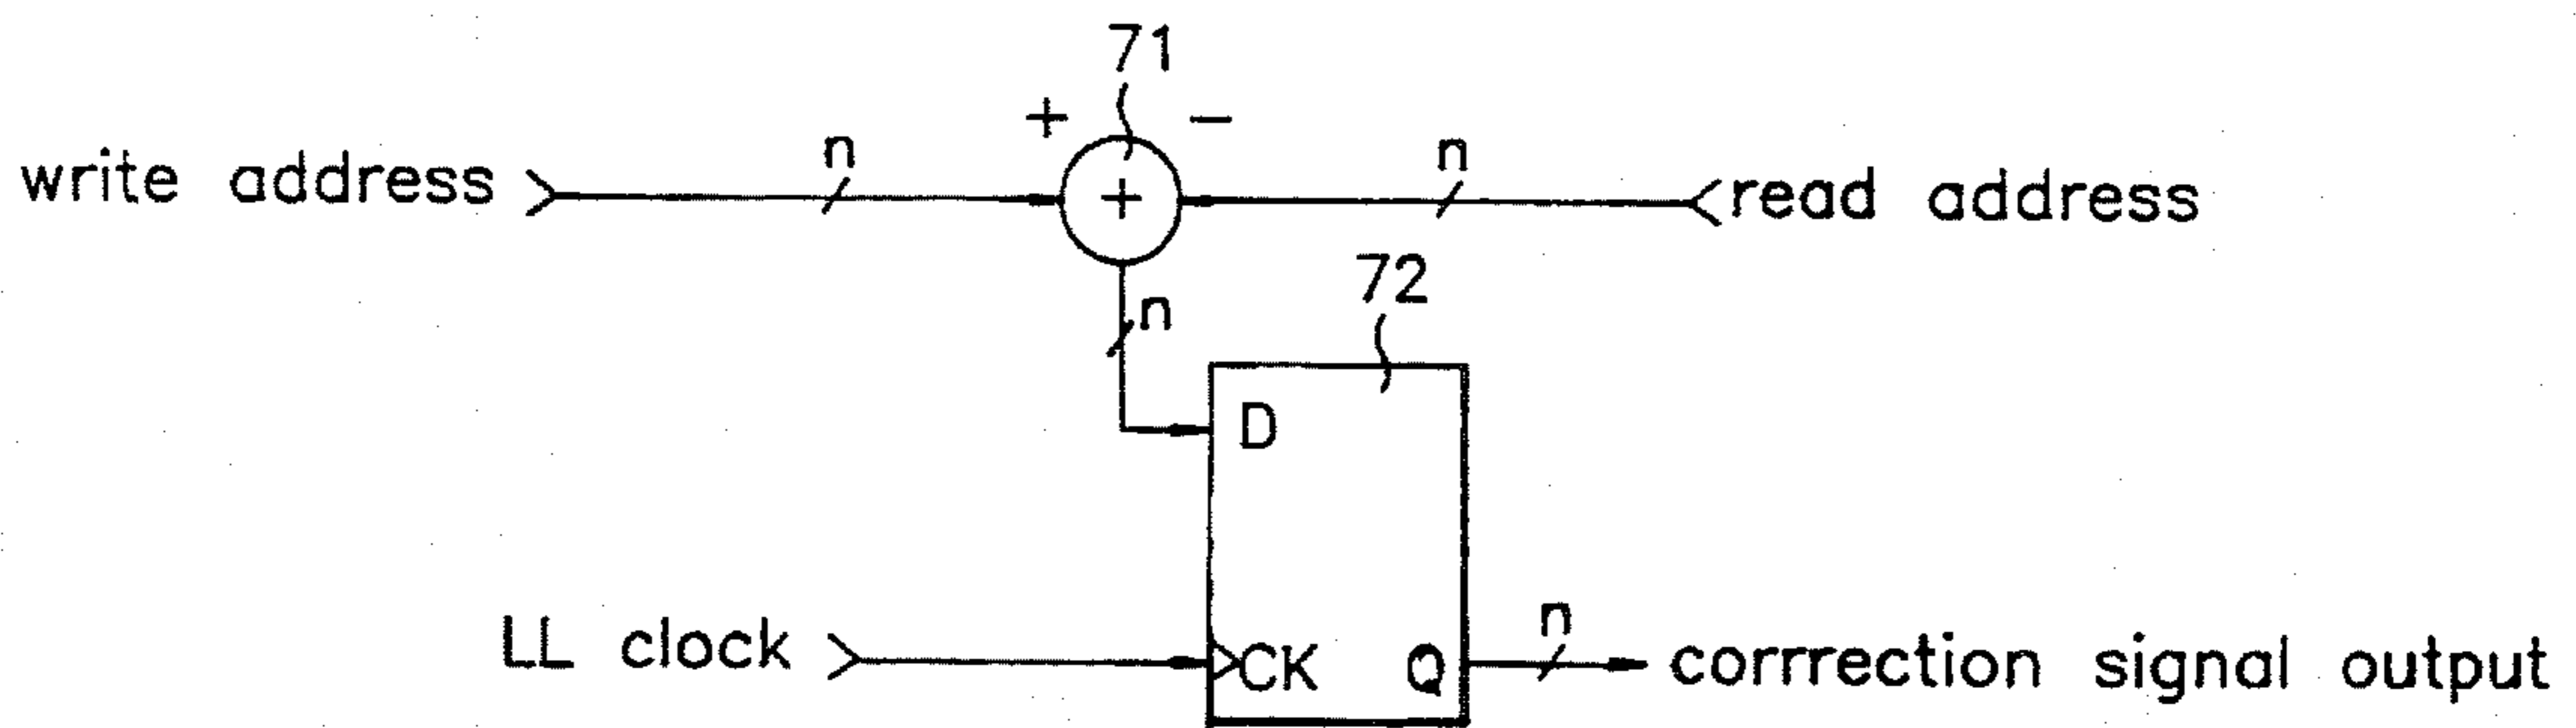 71
+ −
write address n + n read address
n
72
D
LL clock CK Q n corrrection signal output